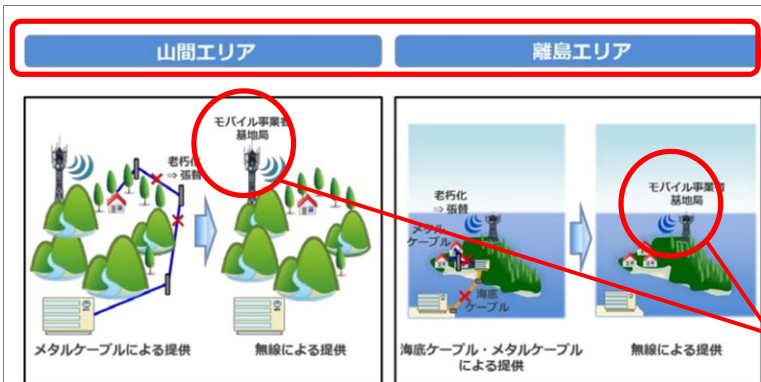 山間エリア
離島エリア
モバイル事業者
基地局
老朽化
⇒ 張替
メタルケーブルによる提供
無線による提供
老朽化
⇒ 張替
メタル
ケーブル
海底
ケーブル
海底ケーブル・メタルケーブル
による提供
モバイル事業者
基地局
無線による提供